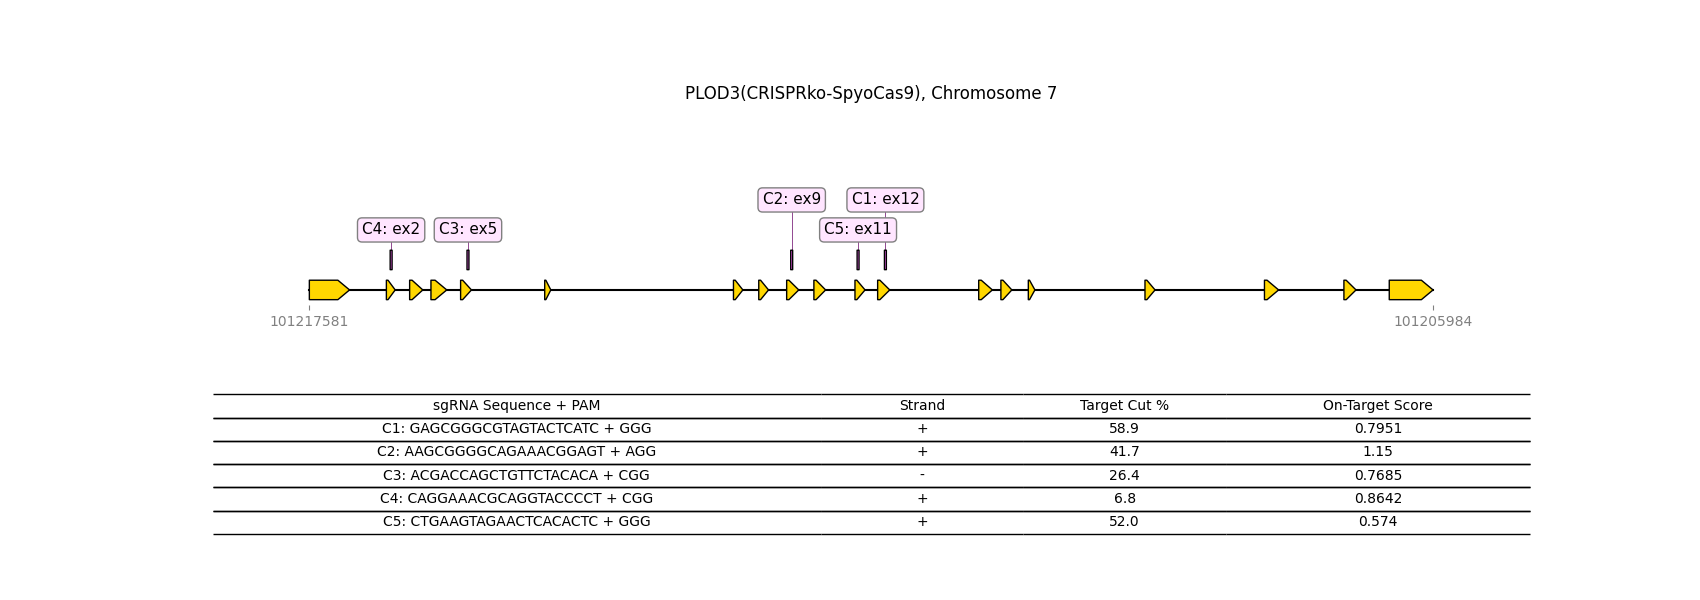 PLOD3(CRISPRko-SpyoCas9), Chromosome 7
C2: ex9 C1: ex12
C4: ex2 C3: ex5 C5: ex11
101217581 101205984
sgRNA Sequence + PAM Strand Target Cut % On-Target Score
C1: GAGCGGGCGTAGTACTCATC + GGG + 58.9 0.7951
C2: AAGCGGGGCAGAAACGGAGT + AGG + 41.7 1.15
C3: ACGACCAGCTGTTCTACACA + CGG - 26.4 0.7685
C4: CAGGAAACGCAGGTACCCCT + CGG + 6.8 0.8642
C5: CTGAAGTAGAACTCACACTC + GGG + 52.0 0.574